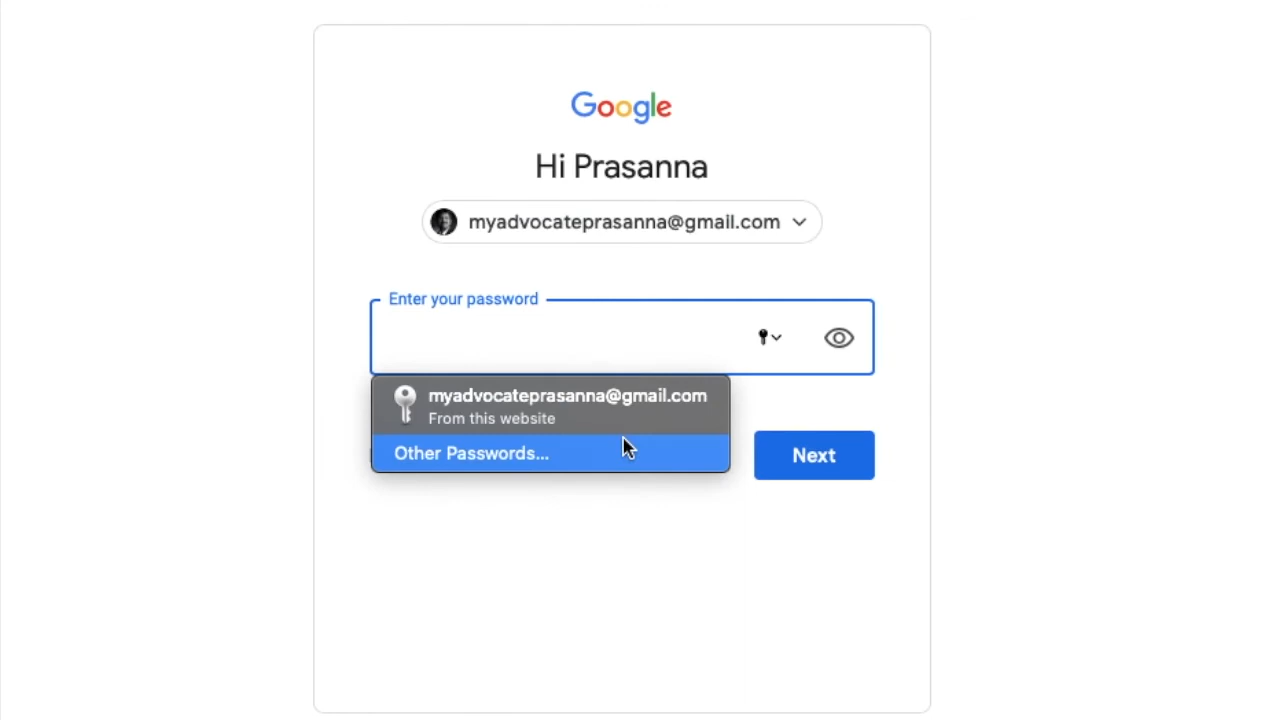 Google
Hi Prasanna
myadvocateprasanna@gmail.com
Enter your password
myadvocateprasanna@gmail.com
From this website
Other Passwords...
Next